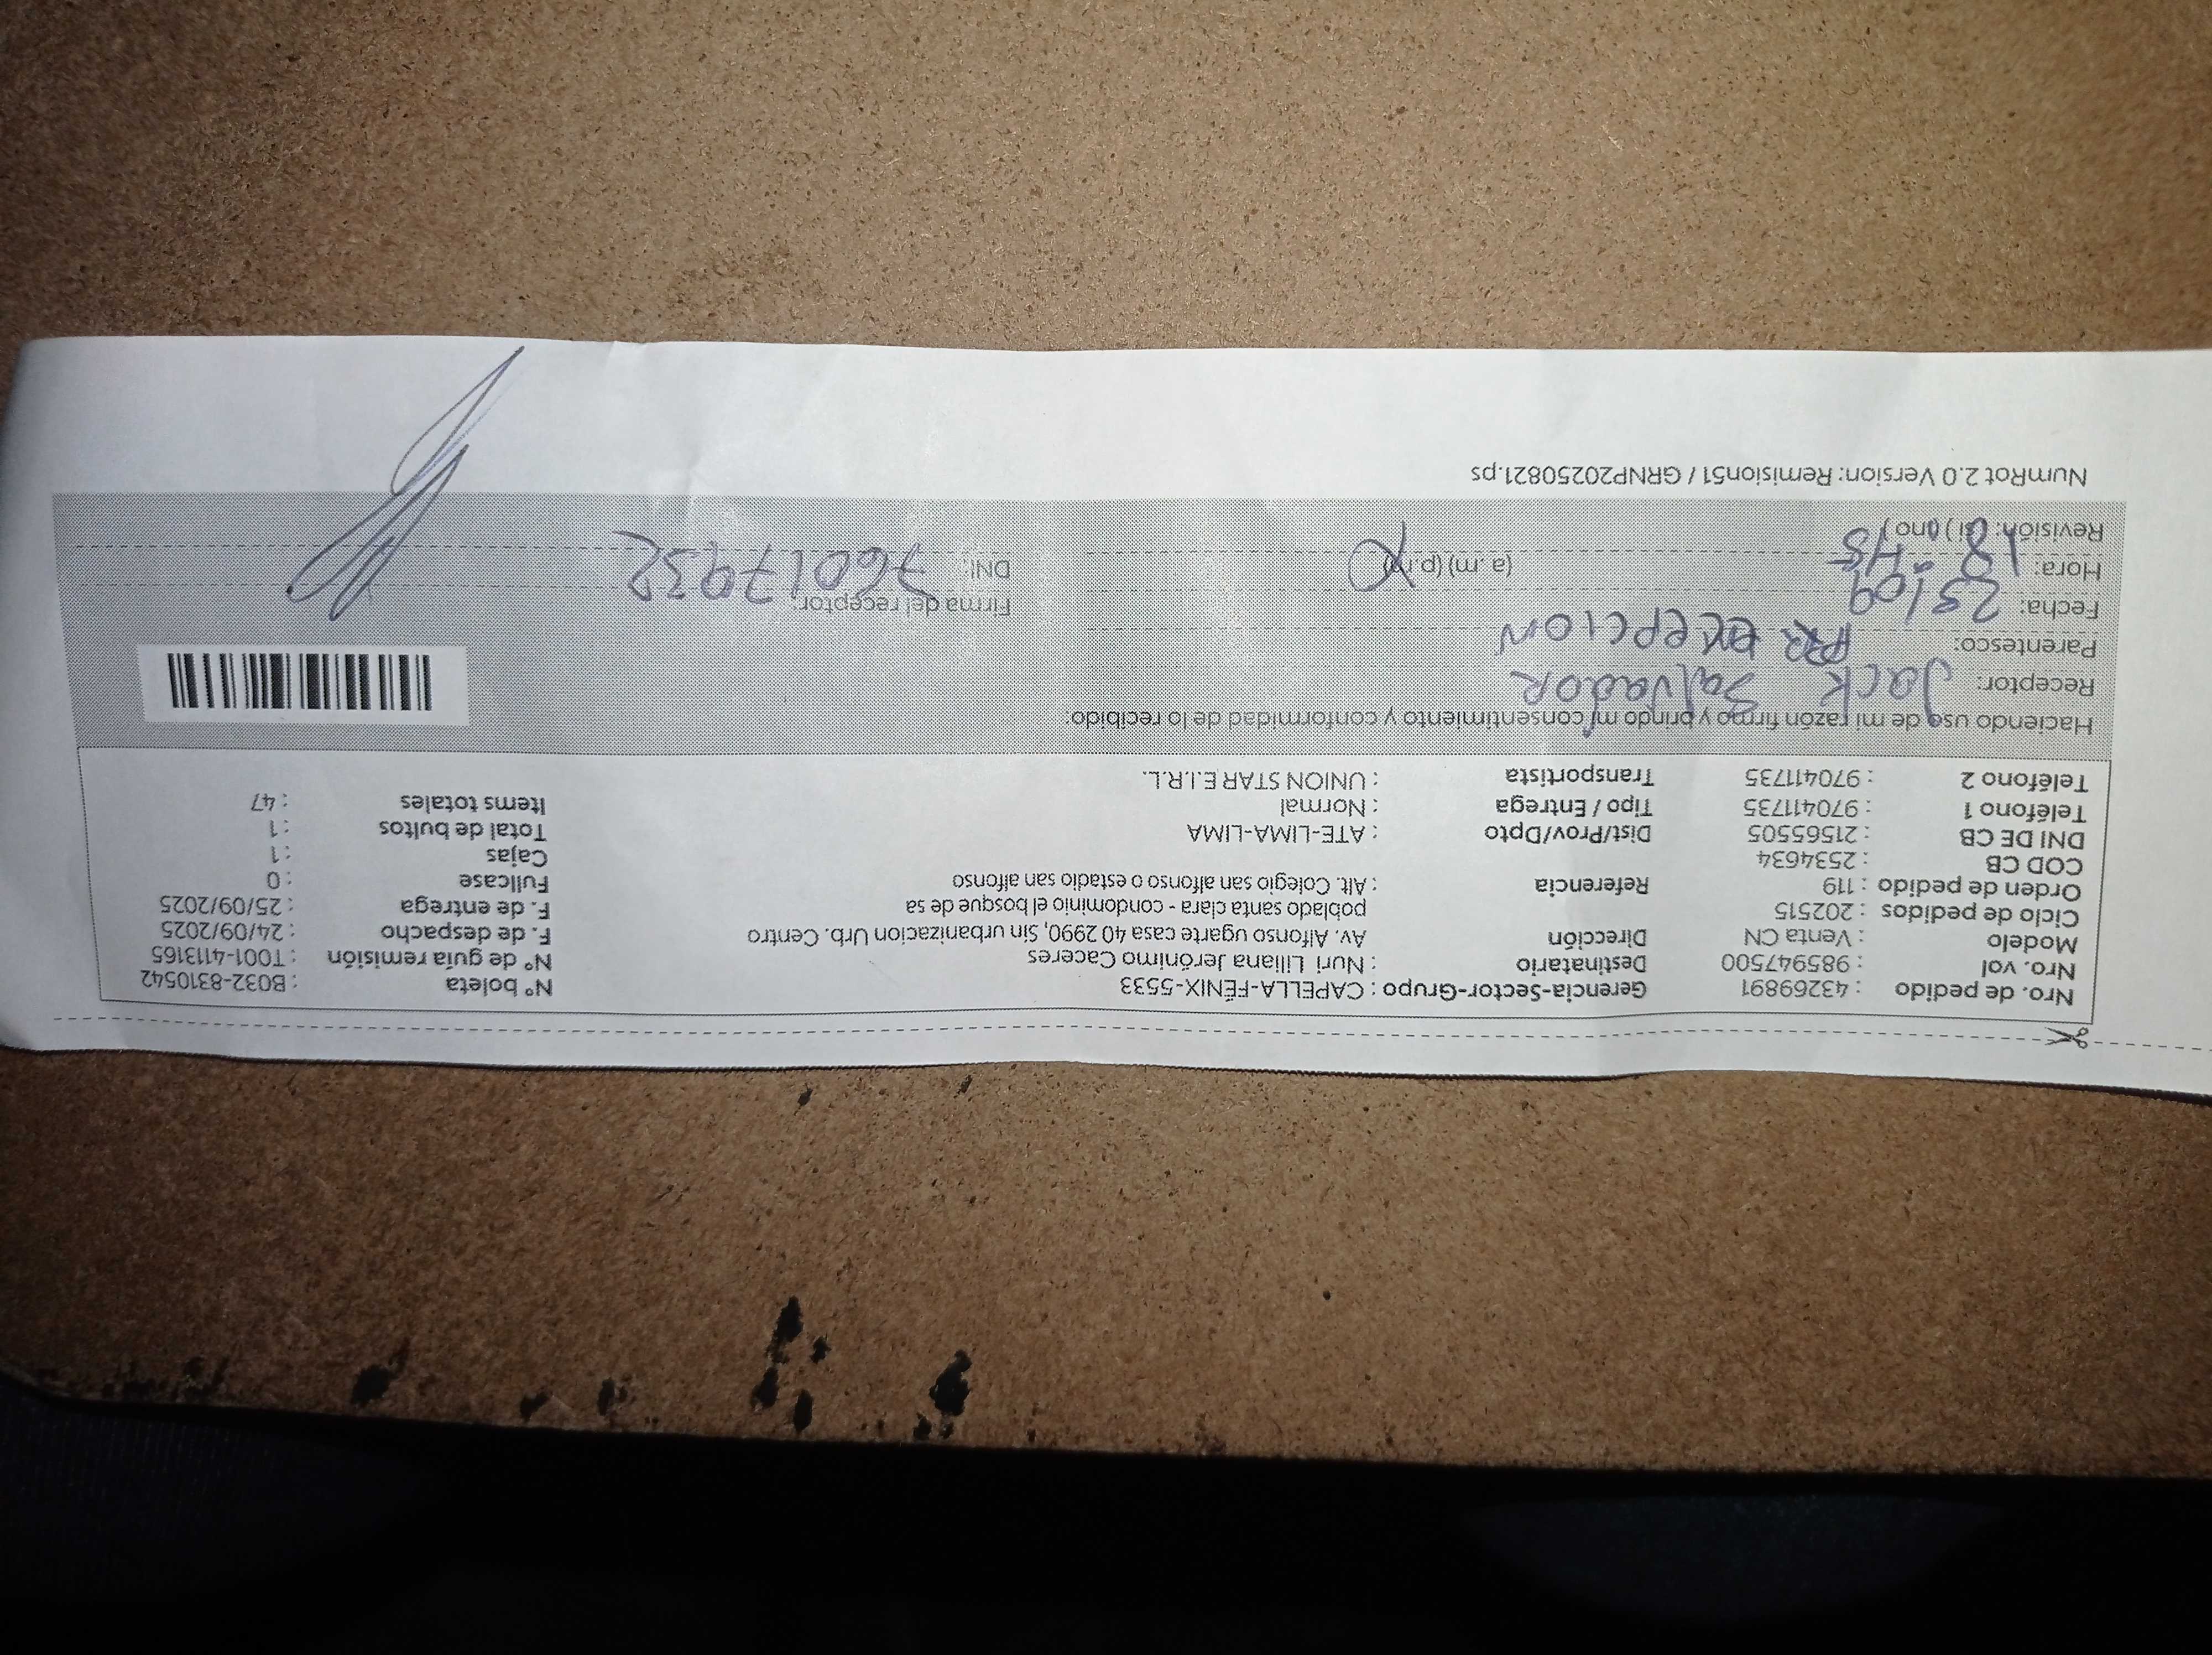 Nro. de pedido : 43269891 Gerencia-Sector-Grupo : CAPELLA-FÉNIX-5533 N° boleta : B032-8310542
Nro. vol : 985947500 Destinatario : Nuri Liliana Jerónimo Caceres N° de guía remisión : T001-4113165
Modelo : Venta CN Dirección Av. Alfonso ugarte casa 40 2990, Sin urbanizacion Urb. Centro F. de despacho : 24/09/2025
Ciclo de pedidos : 202515 poblado santa clara - condominio el bosque de sa F. de entrega : 25/09/2025
Orden de pedido : 119 Referencia : Alt. Colegio san alfonso o estadio san alfonso Fullcase : 0
COD CB : 2534634 Cajas : 1
DNI DE CB : 21565505 Dist/Prov/Dpto : ATE-LIMA-LIMA Total de bultos : 1
Teléfono 1 : 970411735 Tipo / Entrega : Normal Items totales : 47
Teléfono 2 : 970411735 Transportista : UNION STAR E.I.R.L.
Haciendo uso de mi razón firmo y brindo mi consentimiento y conformidad de lo recibido:
Receptor: Jack Salvador
Parentesco:
Fecha: 25/09 Firma del receptor:
Hora: 18:45 (a. m) (p.m) DNI: 76017932
Revisión: (si) (no)
NumRot 2.0 Version: Remision51 / GRNP20250821.ps